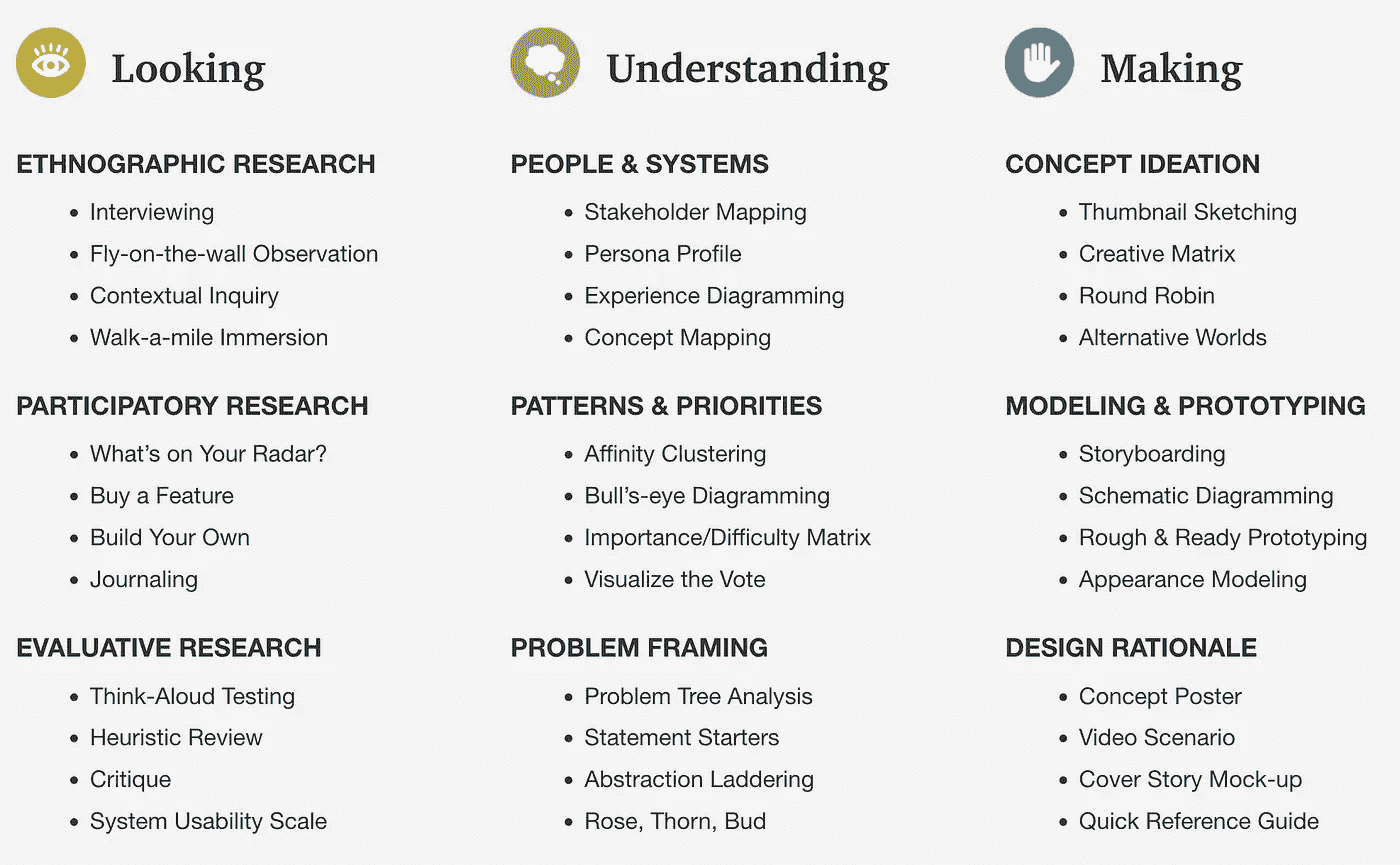 Looking
ETHNOGRAPHIC RESEARCH
• Interviewing
• Fly-on-the-wall Observation
• Contextual Inquiry
• Walk-a-mile Immersion
PARTICIPATORY RESEARCH
• What’s on Your Radar?
• Buy a Feature
• Build Your Own
• Journaling
EVALUATIVE RESEARCH
• Think-Aloud Testing
• Heuristic Review
• Critique
• System Usability Scale
Understanding
PEOPLE & SYSTEMS
• Stakeholder Mapping
• Persona Profile
• Experience Diagramming
• Concept Mapping
PATTERNS & PRIORITIES
• Affinity Clustering
• Bull’s-eye Diagramming
• Importance/Difficulty Matrix
• Visualize the Vote
PROBLEM FRAMING
• Problem Tree Analysis
• Statement Starters
• Abstraction Laddering
• Rose, Thorn, Bud
Making
CONCEPT IDEATION
• Thumbnail Sketching
• Creative Matrix
• Round Robin
• Alternative Worlds
MODELING & PROTOTYPING
• Storyboarding
• Schematic Diagramming
• Rough & Ready Prototyping
• Appearance Modeling
DESIGN RATIONALE
• Concept Poster
• Video Scenario
• Cover Story Mock-up
• Quick Reference Guide